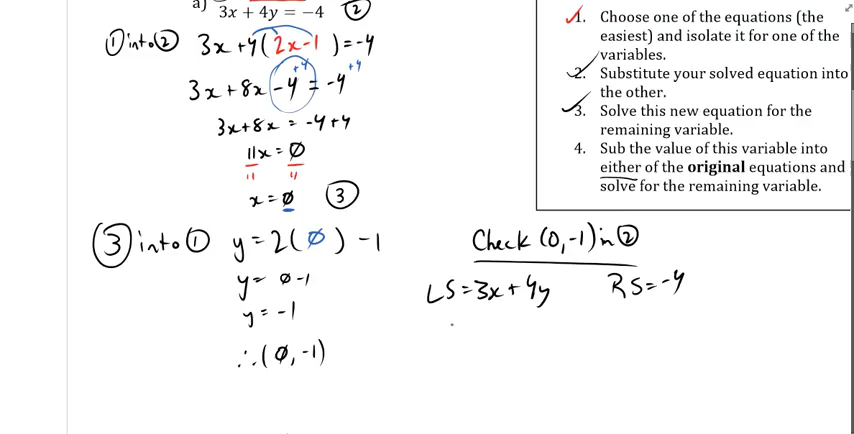 a)
3x + 4y = −4 ②
① into ② 3x + 4(2x-1) = -4
3x + 8x -4 +4 = -4 +4
3x + 8x = -4+4
11x = 0
11 11
x = 0 ③
③ into ① y = 2(0) - 1
y = 0-1
y = -1
∴ (0, -1)
1. Choose one of the equations (the
easiest) and isolate it for one of the
variables.
2. Substitute your solved equation into
the other.
3. Solve this new equation for the
remaining variable.
4. Sub the value of this variable into
either of the original equations and
solve for the remaining variable.
Check (0, -1) in ②
LS = 3x + 4y RS = -4